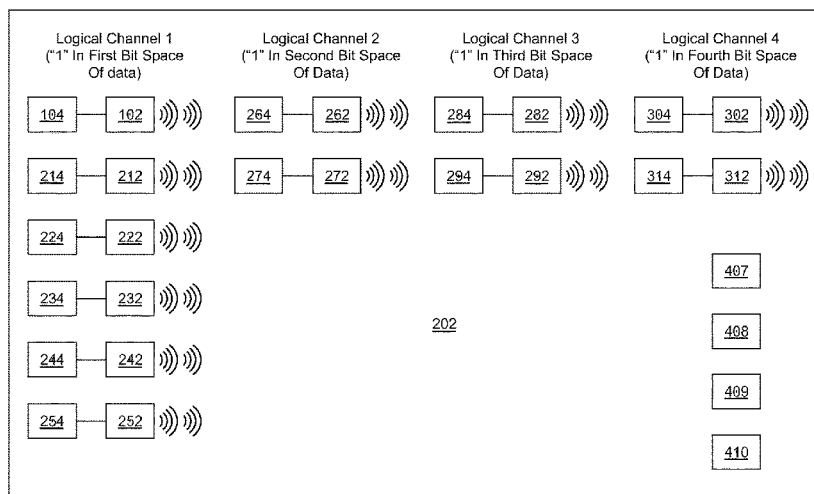 Logical Channel 1
("1" In First Bit Space
Of data)
Logical Channel 2
("1" In Second Bit Space
Of Data)
Logical Channel 3
("1" In Third Bit Space
Of Data)
Logical Channel 4
("1" In Fourth Bit Space
Of Data)
104 102 264 262 284 282 304 302
214 212 274 272 294 292 314 312
224 222
407
234 232
202
408
244 242
409
254 252
410